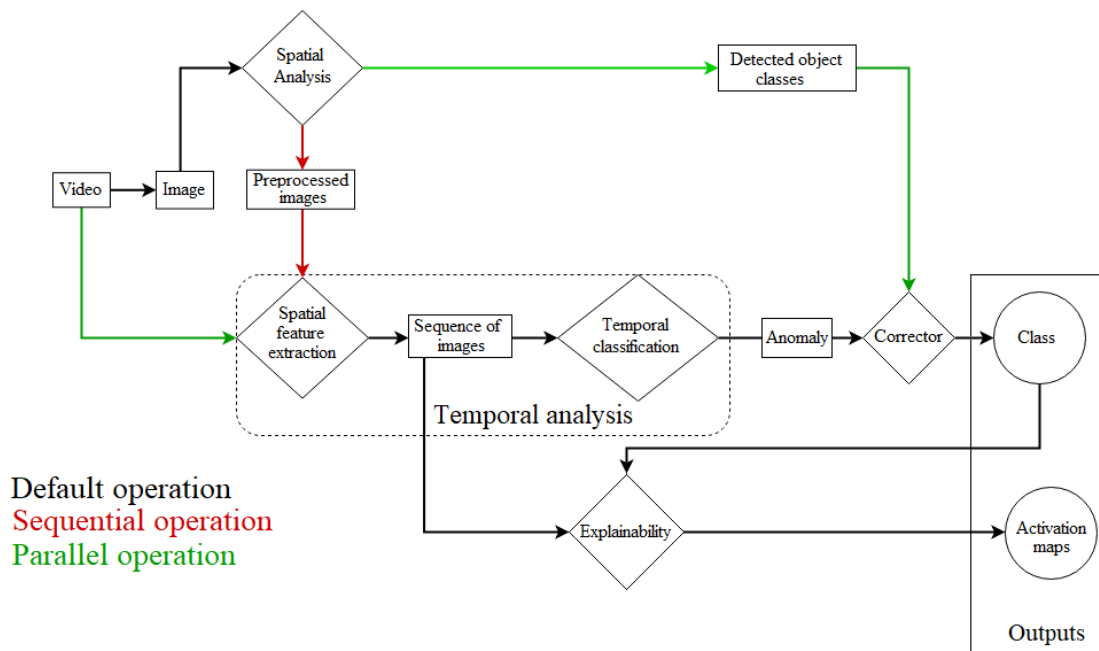 Spatial
Analysis
Detected object
classes
Video
Image
Preprocessed
images
Spatial
feature
extraction
Sequence of
images
Temporal
classification
Anomaly
Corrector
Class
Temporal analysis
Default operation
Sequential operation
Parallel operation
Explainability
Activation
maps
Outputs